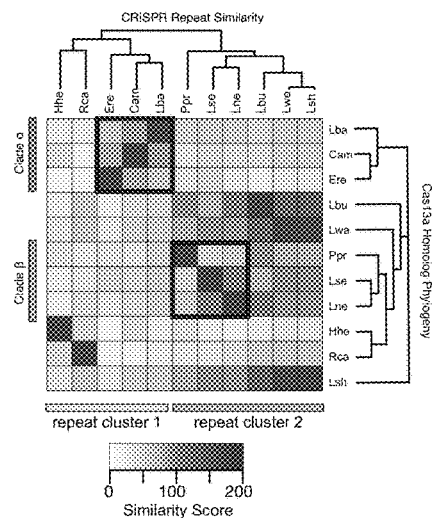 CRISPR Repeat Similarity
Hhe
Rca
Ere
Cam
Lba
Ppr
Lse
Lne
Lbu
Lwa
Lsh
Clade α
Clade β
Lba
Cam
Ere
Lbu
Lwa
Ppr
Lse
Lne
Hhe
Rca
Lsh
Cas13a Homolog Phylogeny
repeat cluster 1
repeat cluster 2
0 100 200
Similarity Score